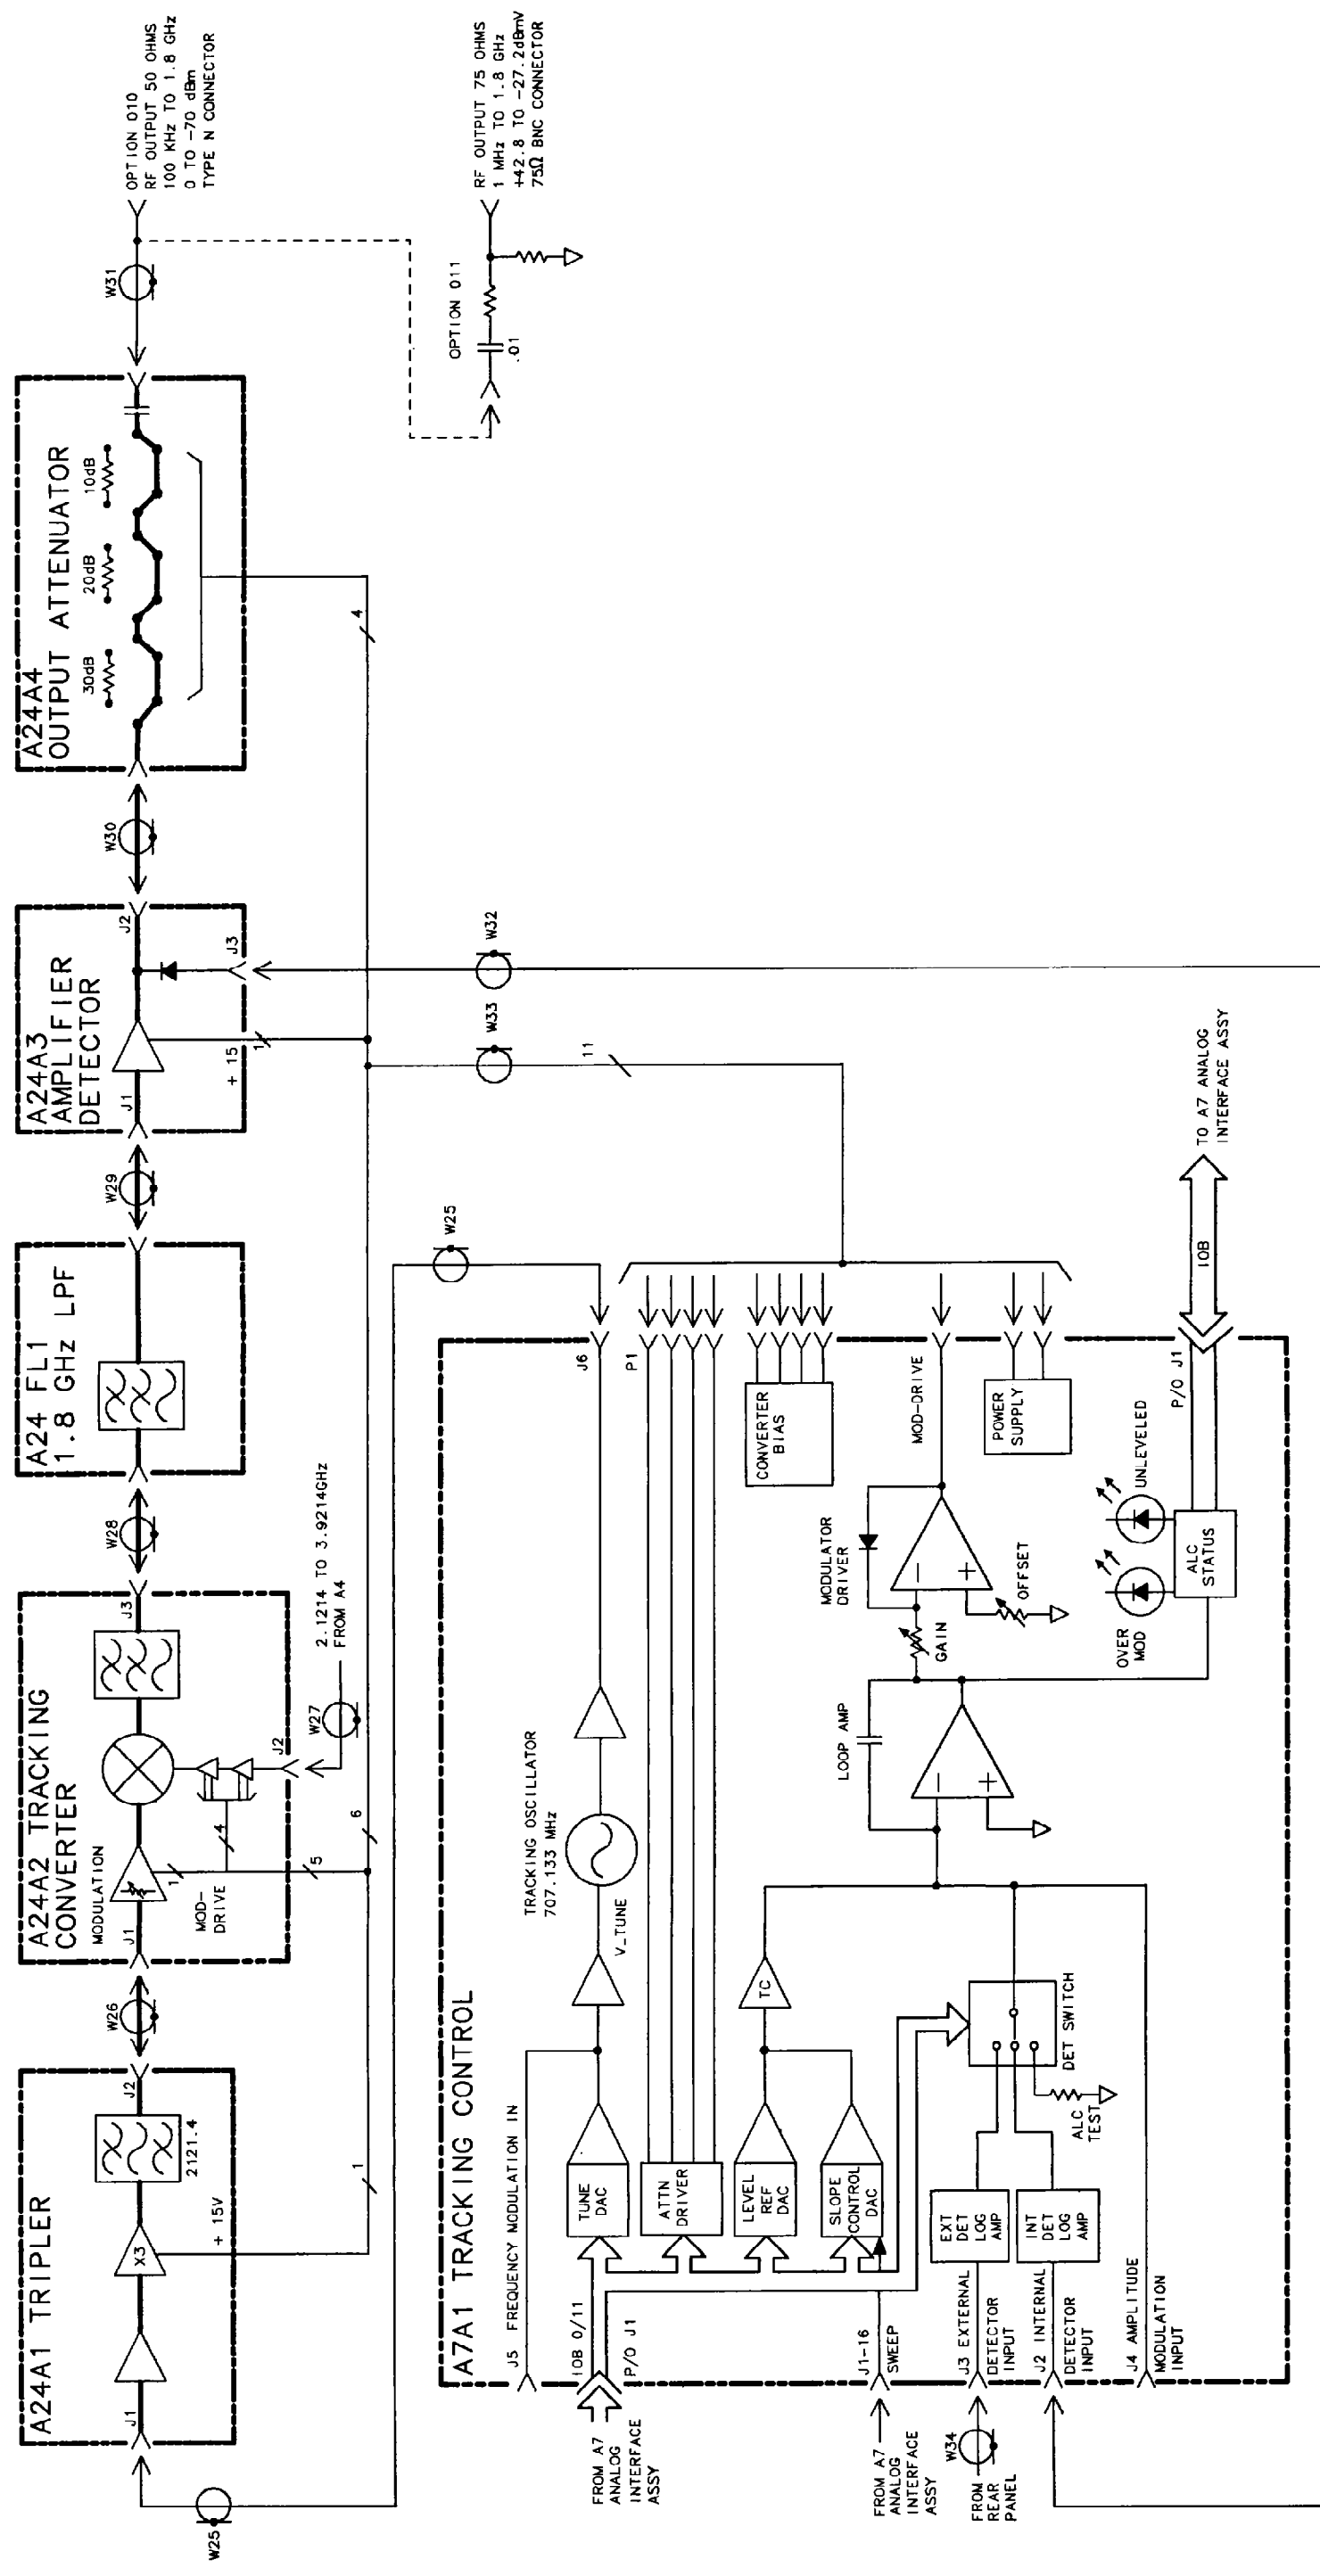 A24A1 TRIPLER
J1
X3
2121.4
J2
+ 15V
1
W25
W26
A24A2 TRACKING
CONVERTER
MODULATION
J1
MOD-
DRIVE
1
4
5
6
J2
J3
W27
2.1214 TO 3.9214GHz
FROM A4
W28
A24 FL1
1.8 GHz LPF
W29
A24A3
AMPLIFIER
DETECTOR
J1
+ 15
1
J2
J3
W30
A24A4
OUTPUT ATTENUATOR
30dB
20dB
10dB
4
W31
OPTION 010
RF OUTPUT 50 OHMS
100 KHz TO 1.8 GHz
0 TO -70 dBm
TYPE N CONNECTOR
OPTION 011
.01
RF OUTPUT 75 OHMS
1 MHz TO 1.8 GHz
+42.8 TO -27.2dBmV
75Ω BNC CONNECTOR
W32
W33
11
W25
A7A1 TRACKING CONTROL
J5 FREQUENCY MODULATION IN
IOB 0/11
P/O J1
FROM A7
ANALOG
INTERFACE
ASSY
TUNE
DAC
V_TUNE
TRACKING OSCILLATOR
707.133 MHz
J6
P1
ATTN
DRIVER
LEVEL
REF
DAC
SLOPE
CONTROL
DAC
TC
J1-16
SWEEP
FROM A7
ANALOG
INTERFACE
ASSY
W34
FROM
REAR
PANEL
J3 EXTERNAL
DETECTOR
INPUT
EXT
DET
LOG
AMP
J2 INTERNAL
DETECTOR
INPUT
INT
DET
LOG
AMP
J4 AMPLITUDE
MODULATION
INPUT
ALC
TEST
DET SWITCH
LOOP AMP
−
+
GAIN
MODULATOR
DRIVER
−
+
OFFSET
CONVERTER
BIAS
MOD-DRIVE
POWER
SUPPLY
OVER
MOD
UNLEVELED
ALC
STATUS
P/O J1
IOB
TO A7 ANALOG
INTERFACE ASSY